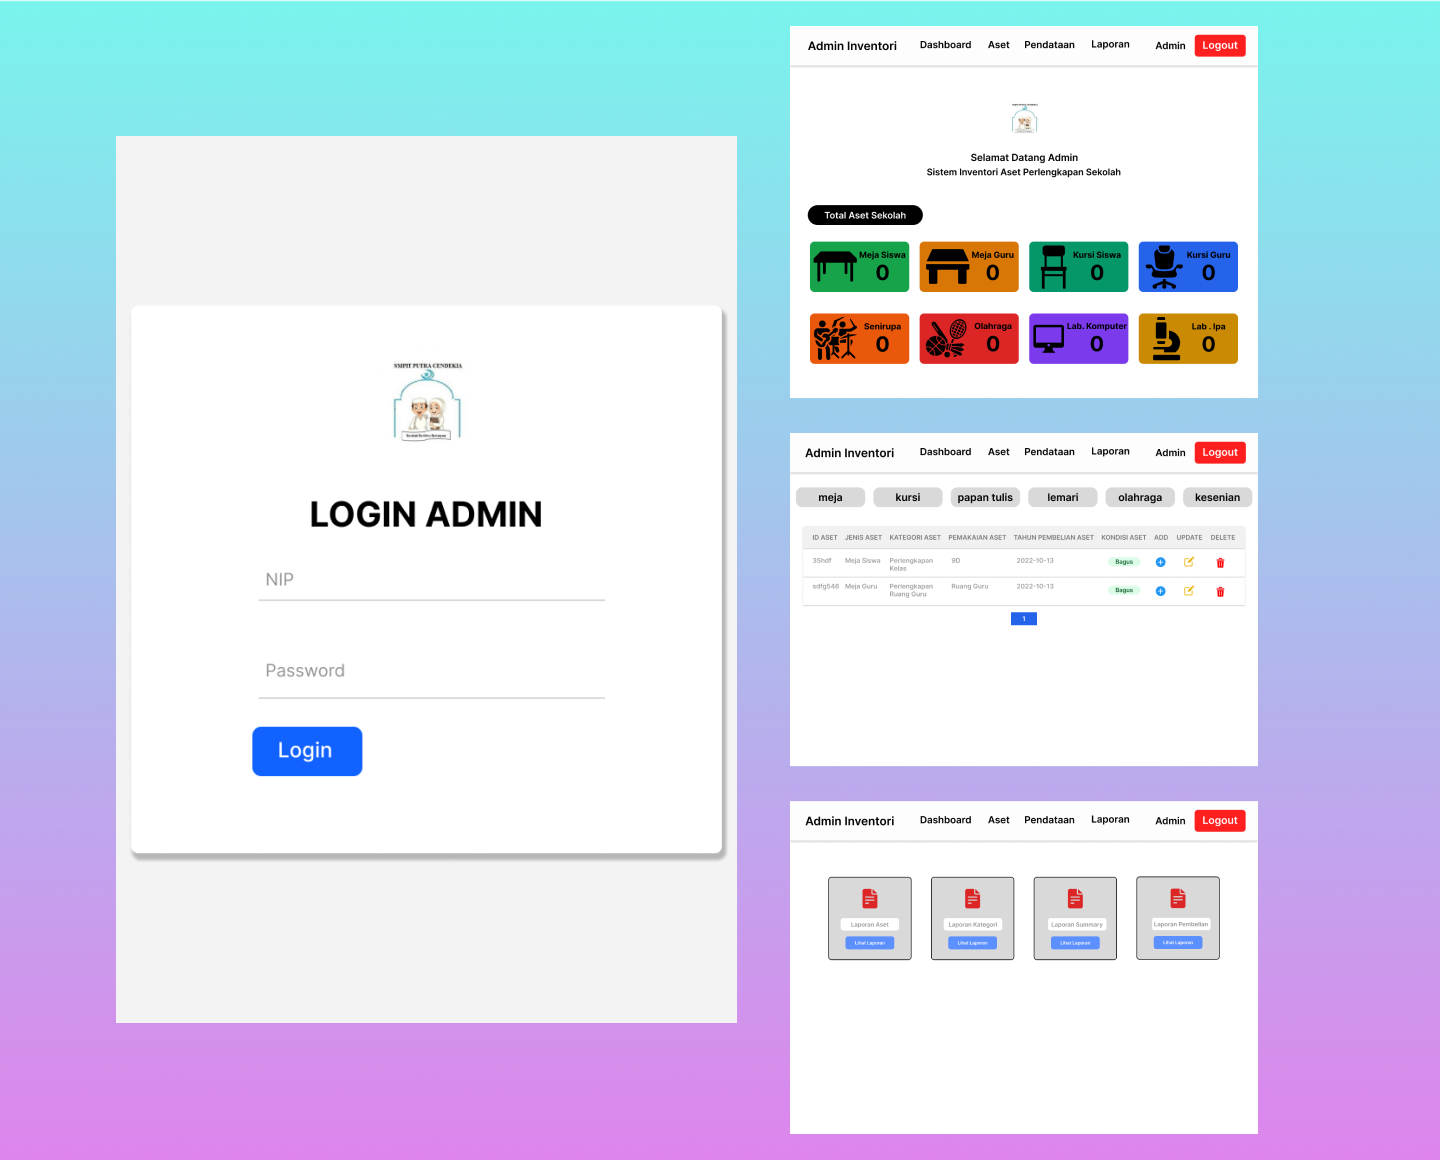 SMPIT PUTRA CENDEKIA
LOGIN ADMIN
NIP
Password
Login
Admin Inventori Dashboard Aset Pendataan Laporan Admin Logout
Selamat Datang Admin
Sistem Inventori Aset Perlengkapan Sekolah
Total Aset Sekolah
Meja Siswa
0
Meja Guru
0
Kursi Siswa
0
Kursi Guru
0
Senirupa
0
Olahraga
0
Lab. Komputer
0
Lab . Ipa
0
Admin Inventori Dashboard Aset Pendataan Laporan Admin Logout
meja kursi papan tulis lemari olahraga kesenian
ID ASET JENIS ASET KATEGORI ASET PEMAKAIAN ASET TAHUN PEMBELIAN ASET KONDISI ASET ADD UPDATE DELETE
35hdf Meja Siswa Perlengkapan Kelas 9D 2022-10-13 Bagus
sdfg546 Meja Guru Perlengkapan Ruang Guru Ruang Guru 2022-10-13 Bagus
1
Admin Inventori Dashboard Aset Pendataan Laporan Admin Logout
Laporan Aset Laporan Kategori Laporan Summary Laporan Pembelian
Lihat Laporan Lihat Laporan Lihat Laporan Lihat Laporan